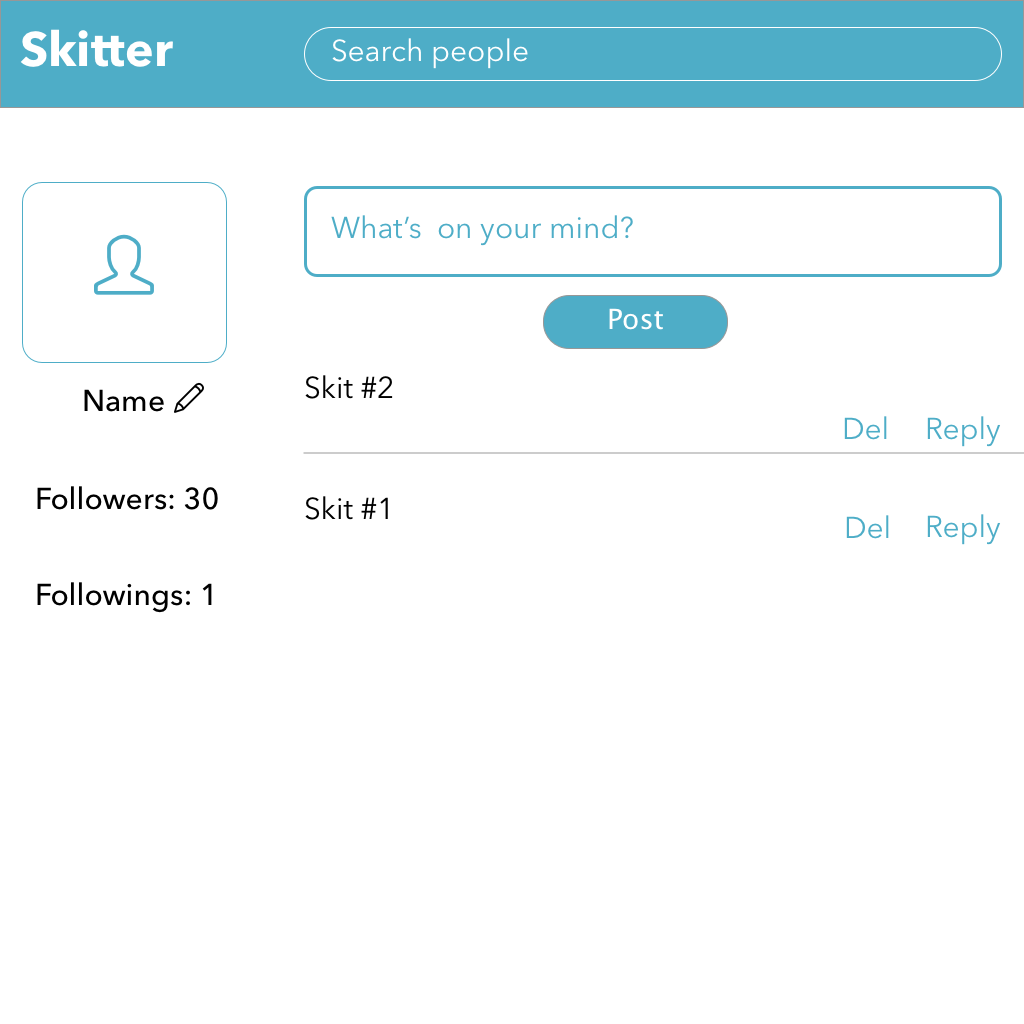 Skitter
Search people
What’s  on your mind?
Post
Name
Followers: 30
Followings: 1
Skit #2
Del
Reply
Skit #1
Del
Reply